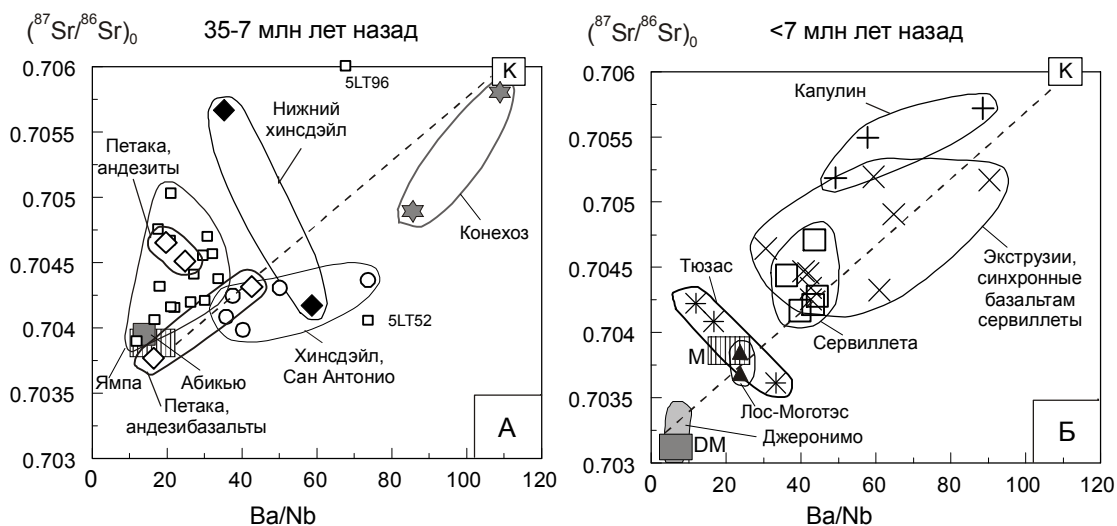 (⁸⁷Sr/⁸⁶Sr)₀
35-7 млн лет назад
0.706
0.7055
0.705
0.7045
0.704
0.7035
0.703
0
20
40
60
80
100
120
Ba/Nb
K
5LT96
Нижний
хинсдэйл
Петака,
андезиты
Конехоз
5LT52
Ямпа
Абикью
Петака,
андезибазальты
Хинсдэйл,
Сан Антонио
А
(⁸⁷Sr/⁸⁶Sr)₀
<7 млн лет назад
0.706
0.7055
0.705
0.7045
0.704
0.7035
0.703
0
20
40
60
80
100
120
Ba/Nb
K
Капулин
Экструзии,
синхронные
базальтам
сервиллеты
Тюзас
Сервиллета
М
Лос-Моготэс
Джеронимо
DM
Б